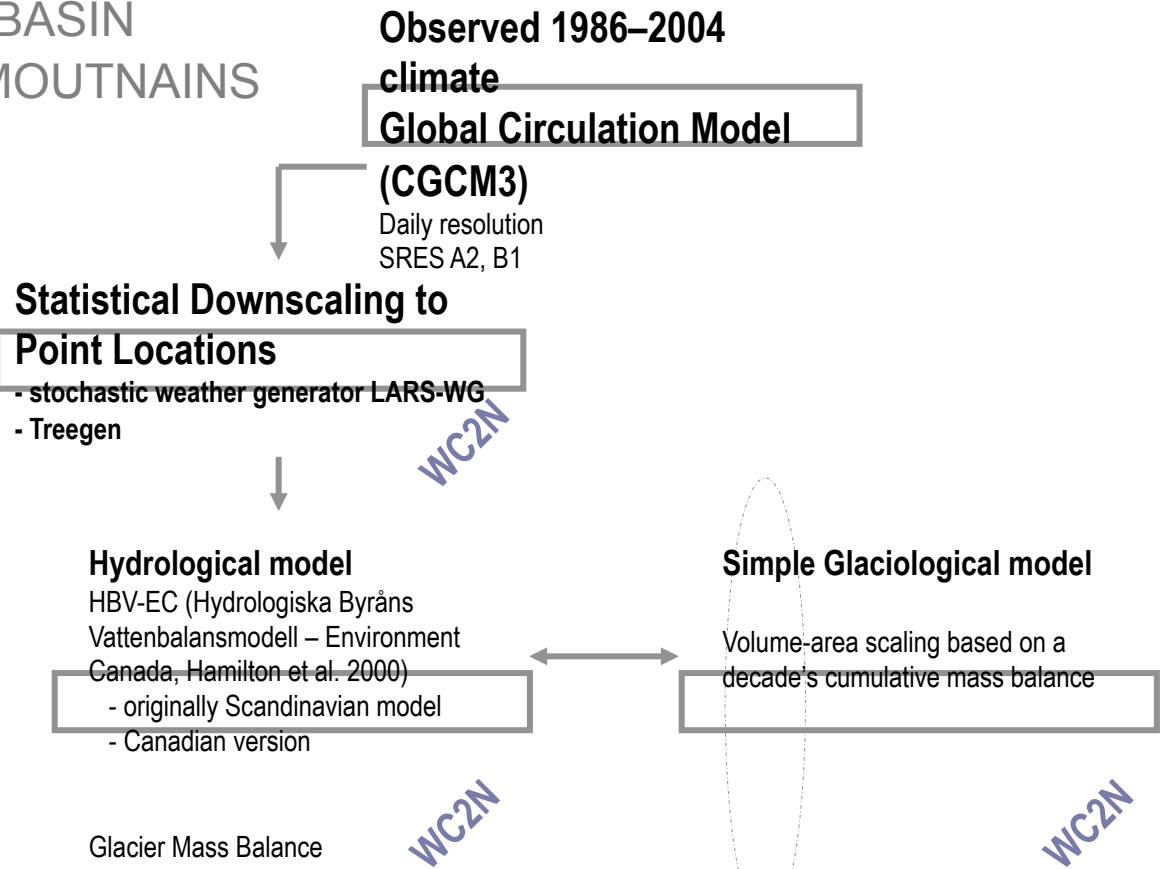 BASIN
MOUTNAINS
Observed 1986–2004
climate
Global Circulation Model
(CGCM3)
Daily resolution
SRES A2, B1
Statistical Downscaling to
Point Locations
- stochastic weather generator LARS-WG
- Treegen
WC2N
Hydrological model
HBV-EC (Hydrologiska Byråns
Vattenbalansmodell – Environment
Canada, Hamilton et al. 2000)
- originally Scandinavian model
- Canadian version
Glacier Mass Balance
WC2N
Simple Glaciological model
Volume-area scaling based on a
decade's cumulative mass balance
WC2N